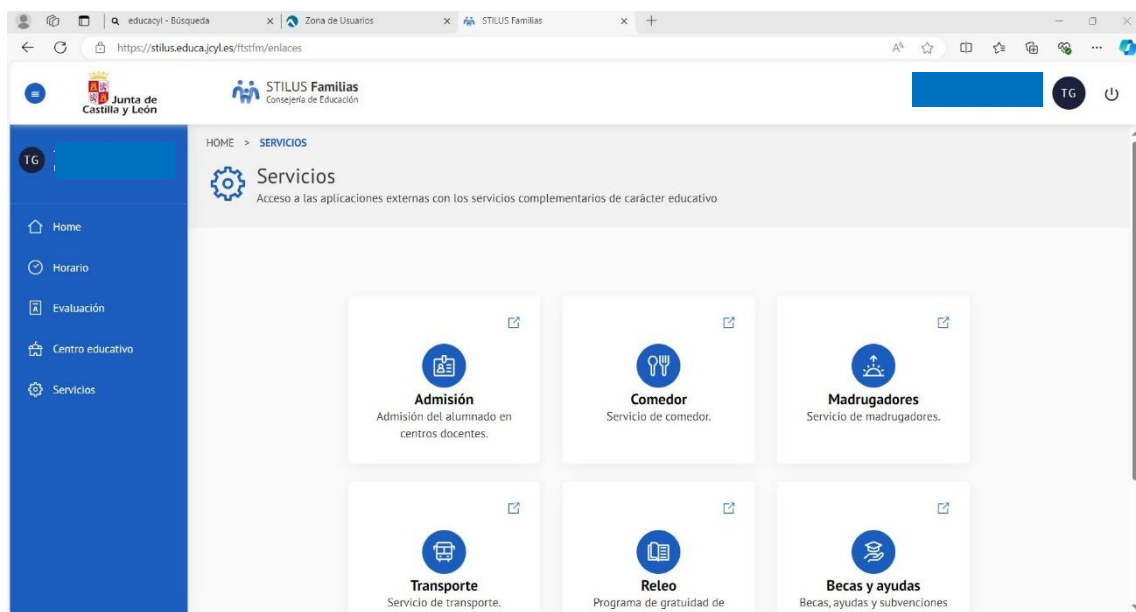 educacyl - Búsqueda
Zona de Usuarios
STILUS Familias
https://stilus.educa.jcyl.es/ftstfm/enlaces
Junta de
Castilla y León
STILUS Familias
Consejería de Educación
TG
TG
HOME > SERVICIOS
Servicios
Acceso a las aplicaciones externas con los servicios complementarios de carácter educativo
Home
Horario
Evaluación
Centro educativo
Servicios
Admisión
Admisión del alumnado en
centros docentes.
Comedor
Servicio de comedor.
Madrugadores
Servicio de madrugadores.
Transporte
Servicio de transporte.
Releo
Programa de gratuidad de
Becas y ayudas
Becas, ayudas y subvenciones